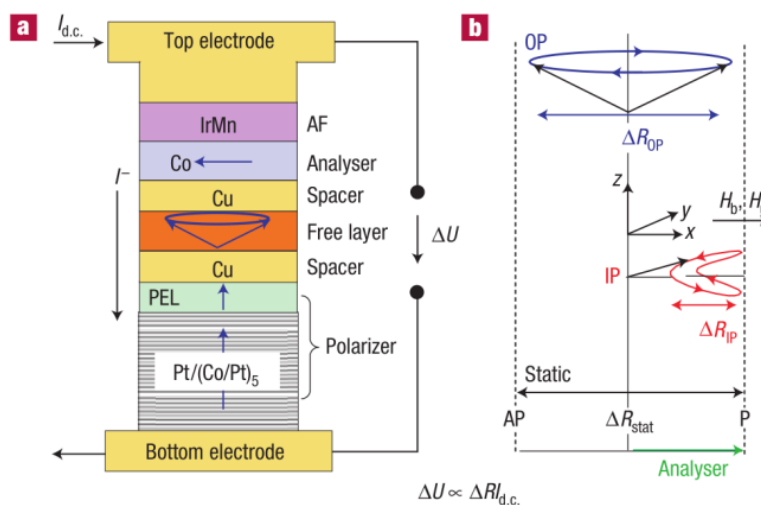 a
I_d.c.
Top electrode
IrMn
AF
Co
Analyser
I⁻
Cu
Spacer
Free layer
ΔU
Cu
Spacer
PEL
Polarizer
Pt/(Co/Pt)₅
Bottom electrode
b
OP
ΔR_OP
z
y
x
H_b, H
IP
ΔR_IP
Static
AP
ΔR_stat
P
Analyser
ΔU ∝ ΔRI_d.c.